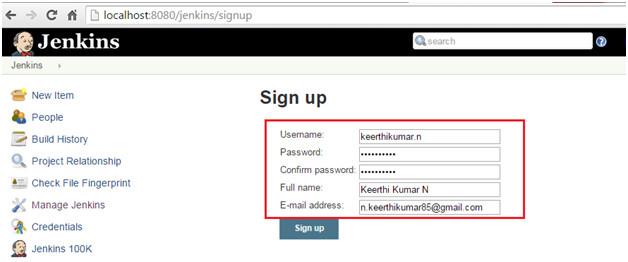 localhost:8080/jenkins/signup
Jenkins
search
Jenkins
New Item
People
Build History
Project Relationship
Check File Fingerprint
Manage Jenkins
Credentials
Jenkins 100K
Sign up
Username: keerthikumar.n
Password: ••••••••••
Confirm password: ••••••••••
Full name: Keerthi Kumar N
E-mail address: n.keerthikumar85@gmail.com
Sign up